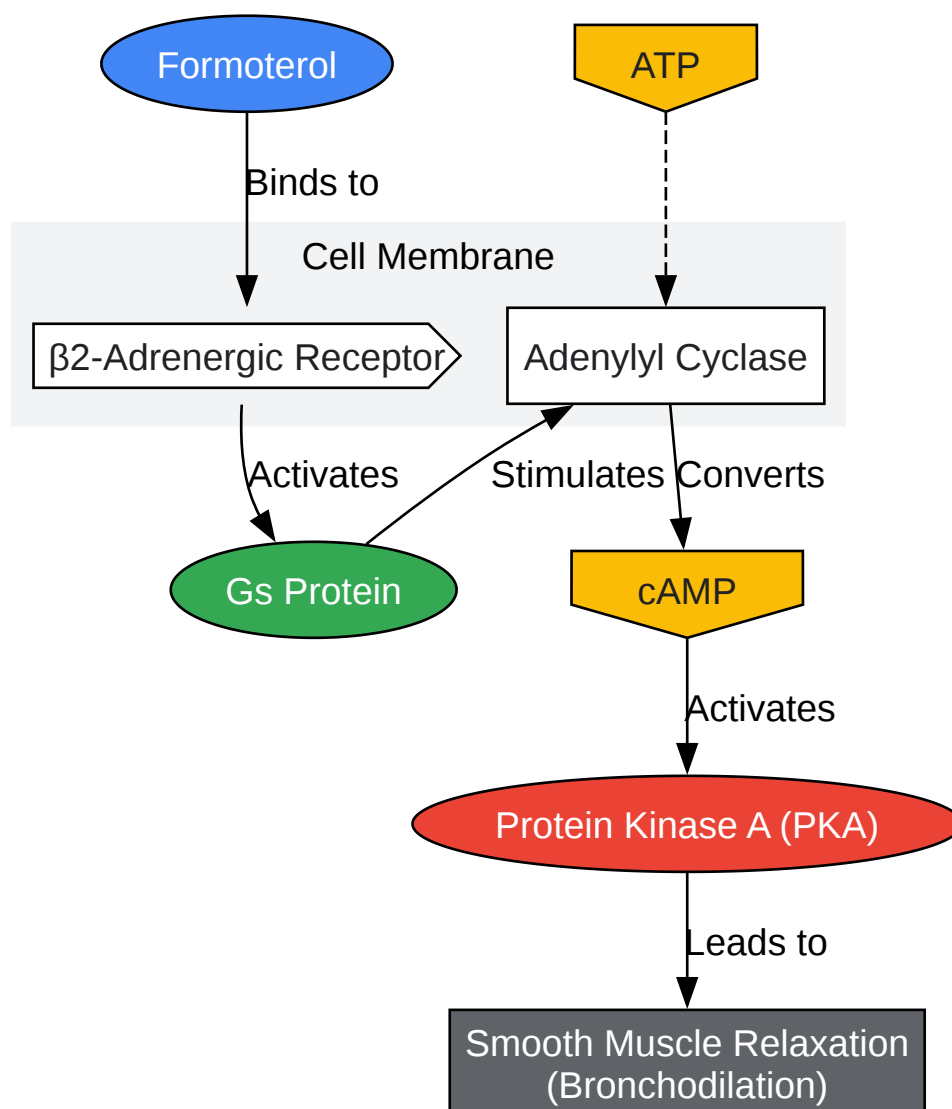 Formoterol
ATP
Binds to
Cell Membrane
β2-Adrenergic Receptor
Adenylyl Cyclase
Activates
Stimulates
Converts
Gs Protein
cAMP
Activates
Protein Kinase A (PKA)
Leads to
Smooth Muscle Relaxation
(Bronchodilation)